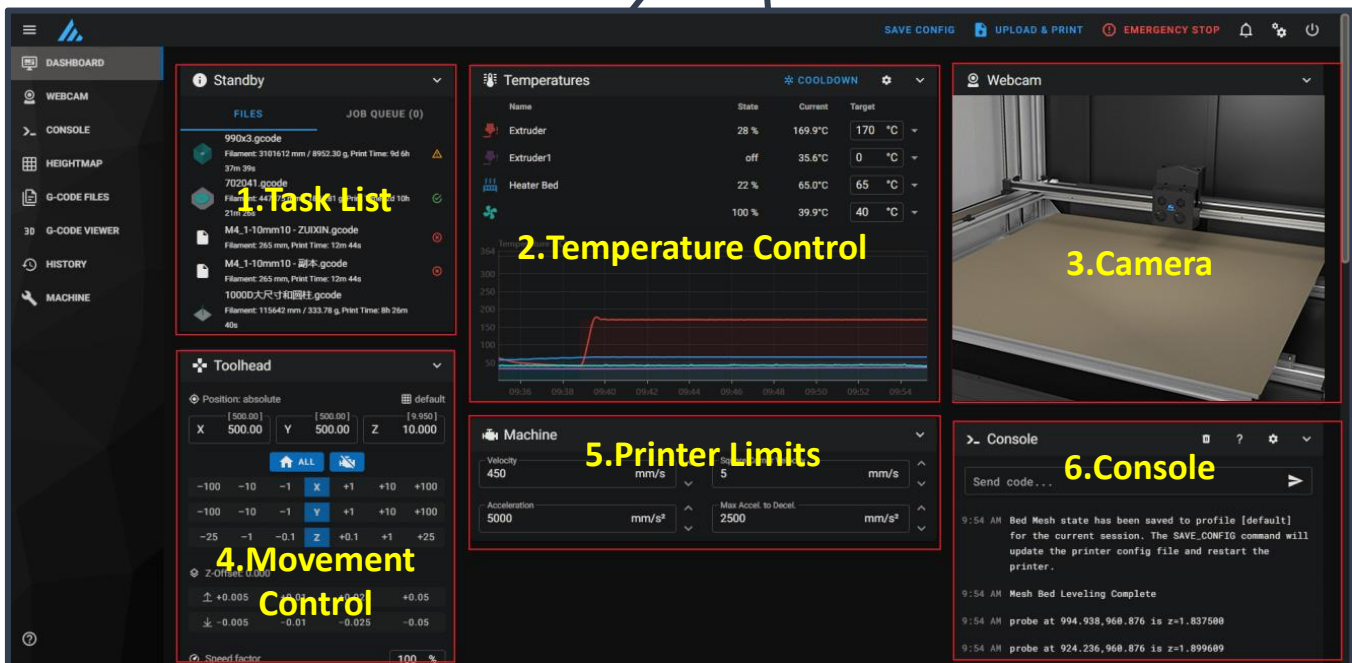 SAVE CONFIG UPLOAD & PRINT EMERGENCY STOP
DASHBOARD
WEBCAM
CONSOLE
HEIGHTMAP
G-CODE FILES
3D G-CODE VIEWER
HISTORY
MACHINE
Standby
FILES JOB QUEUE (0)
990x3.gcode
Filament: 3101612 mm / 8952.30 g, Print Time: 9d 6h
37m 39s
702041.gcode
21m 26s
M4_1-10mm10 - ZUIXIN.gcode
Filament: 265 mm, Print Time: 12m 44s
M4_1-10mm10 - 副本.gcode
Filament: 265 mm, Print Time: 12m 44s
1000D大尺寸和圆柱.gcode
Filament: 115642 mm / 333.78 g, Print Time: 8h 26m
40s
1.Task List
Temperatures COOLDOWN
Name State Current Target
Extruder 28 % 169.9°C 170 °C
Extruder1 off 35.6°C 0 °C
Heater Bed 22 % 65.0°C 65 °C
100 % 39.9°C 40 °C
2.Temperature Control
364
300
250
200
150
100
50
09:36 09:38 09:40 09:42 09:44 09:46 09:48 09:50 09:52 09:54
Webcam
3.Camera
Toolhead
Position: absolute default
[500.00] [500.00] [9.950]
X 500.00 Y 500.00 Z 10.000
ALL
-100 -10 -1 X +1 +10 +100
-100 -10 -1 Y +1 +10 +100
-25 -1 -0.1 Z +0.1 +1 +25
Z-Offset: 0.000
+0.005 +0.05
-0.005 -0.01 -0.025 -0.05
Speed factor 100 %
4.Movement
Control
Machine
Velocity
450 mm/s 5 mm/s
Acceleration Max Accel. to Decel.
5000 mm/s² 2500 mm/s²
5.Printer Limits
>_ Console
Send code...
6.Console
9:54 AM Bed Mesh state has been saved to profile [default]
for the current session. The SAVE_CONFIG command will
update the printer config file and restart the
printer.
9:54 AM Mesh Bed Leveling Complete
9:54 AM probe at 994.938,960.876 is z=1.837500
9:54 AM probe at 924.236,960.876 is z=1.899609